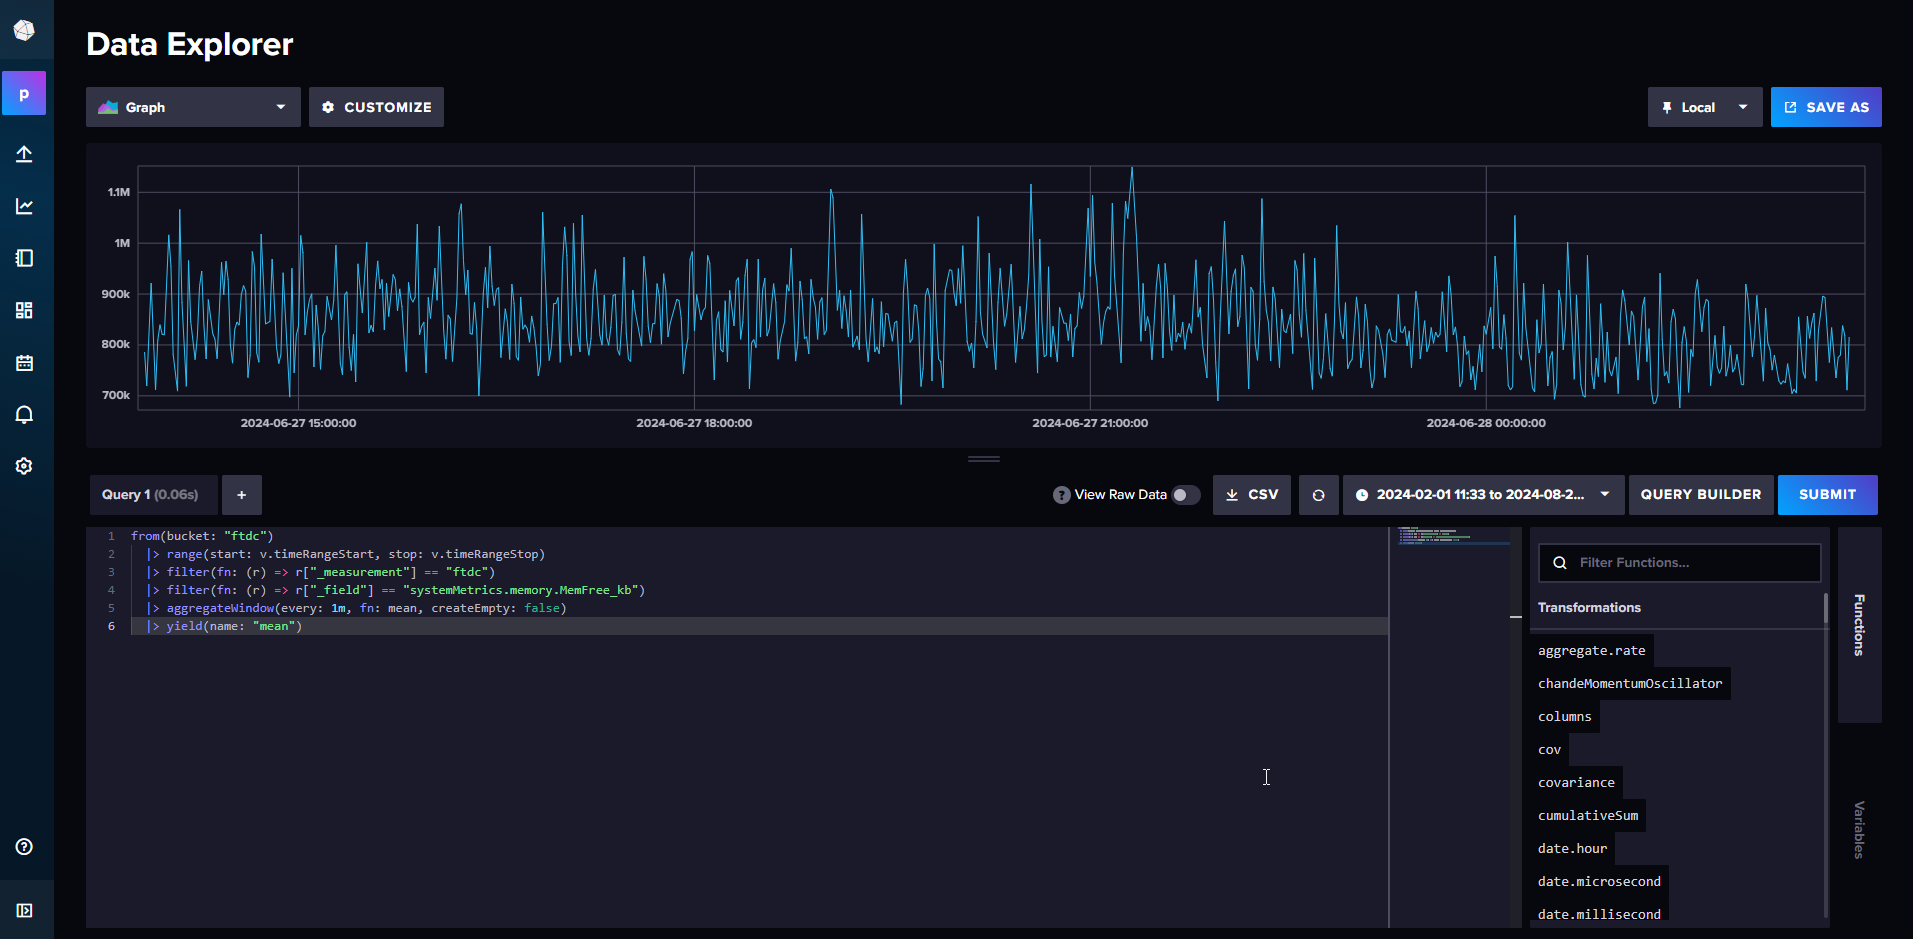 Data Explorer
p
Graph
CUSTOMIZE
Local
SAVE AS
1.1M
1M
900k
800k
700k
2024-06-27 15:00:00
2024-06-27 18:00:00
2024-06-27 21:00:00
2024-06-28 00:00:00
Query 1 (0.06s)
+
? View Raw Data
CSV
2024-02-01 11:33 to 2024-08-2...
QUERY BUILDER
SUBMIT
1 from(bucket: "ftdc")
2 |> range(start: v.timeRangeStart, stop: v.timeRangeStop)
3 |> filter(fn: (r) => r["_measurement"] == "ftdc")
4 |> filter(fn: (r) => r["_field"] == "systemMetrics.memory.MemFree_kb")
5 |> aggregateWindow(every: 1m, fn: mean, createEmpty: false)
6 |> yield(name: "mean")
Filter Functions...
Transformations
aggregate.rate
chandeMomentumOscillator
columns
cov
covariance
cumulativeSum
date.hour
date.microsecond
date.millisecond
Functions
Variables